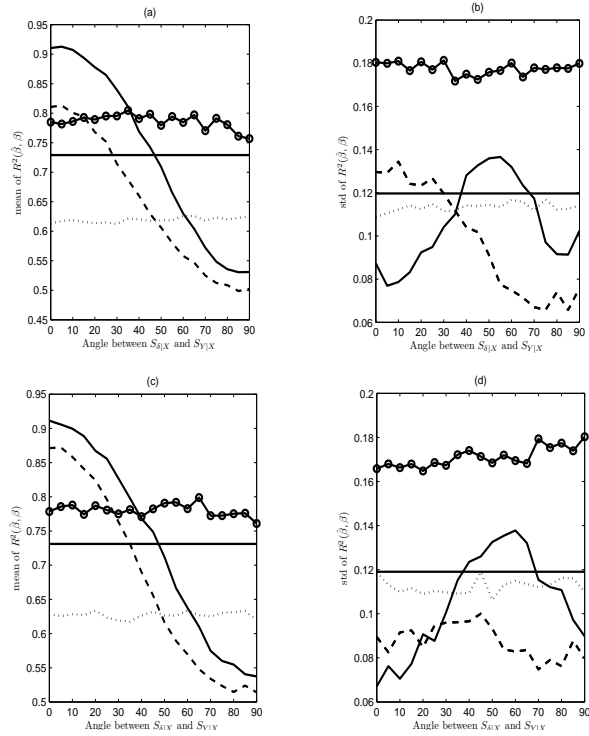 (a)
0.95
0.9
0.85
0.8
0.75
0.7
0.65
0.6
0.55
0.5
0.45
mean of R²(β̂, β)
0 10 20 30 40 50 60 70 80 90
Angle between S_{δ|X} and S_{Y|X}
(b)
0.2
0.18
0.16
0.14
0.12
0.1
0.08
0.06
std of R²(β̂, β)
0 10 20 30 40 50 60 70 80 90
Angle between S_{δ|X} and S_{Y|X}
(c)
0.95
0.9
0.85
0.8
0.75
0.7
0.65
0.6
0.55
0.5
mean of R²(β̂, β)
0 10 20 30 40 50 60 70 80 90
Angle between S_{δ|X} and S_{Y|X}
(d)
0.2
0.18
0.16
0.14
0.12
0.1
0.08
0.06
std of R²(β̂, β)
0 10 20 30 40 50 60 70 80 90
Angle between S_{δ|X} and S_{Y|X}